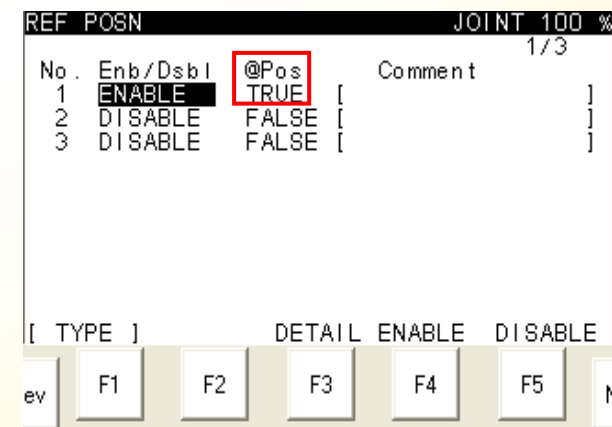 REF POSN JOINT 100 %
1/3
No. Enb/Dsbl @Pos Comment
1 ENABLE TRUE [ ]
2 DISABLE FALSE [ ]
3 DISABLE FALSE [ ]
[ TYPE ] DETAIL ENABLE DISABLE
ev F1 F2 F3 F4 F5 N